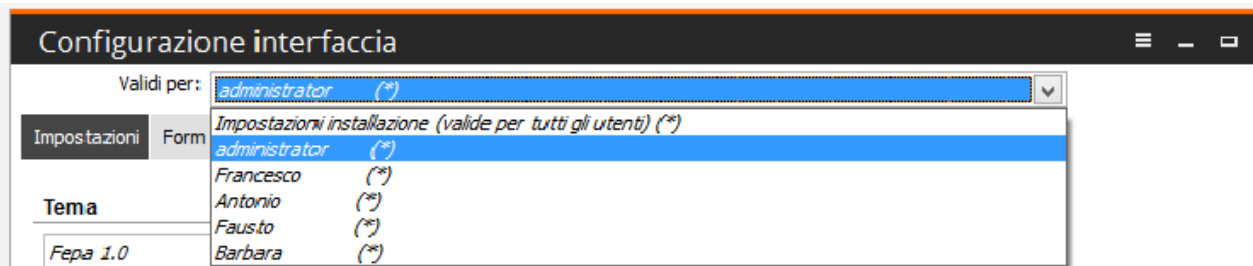 Configurazione interfaccia
Validi per: administrator (*)
Impostazioni installazione (valide per tutti gli utenti) (*)
Impostazioni Form administrator (*)
Francesco (*)
Tema Antonio (*)
Fausto (*)
Fepa 1.0 Barbara (*)